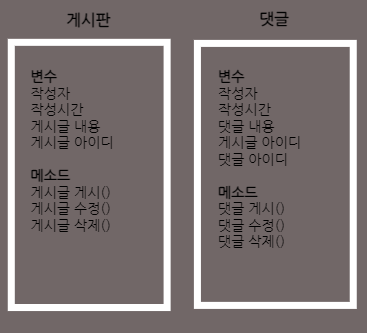 게시판
변수
작성자
작성시간
게시글 내용
게시글 아이디
메소드
게시글 게시()
게시글 수정()
게시글 삭제()
댓글
변수
작성자
작성시간
댓글 내용
게시글 아이디
댓글 아이디
메소드
댓글 게시()
댓글 수정()
댓글 삭제()